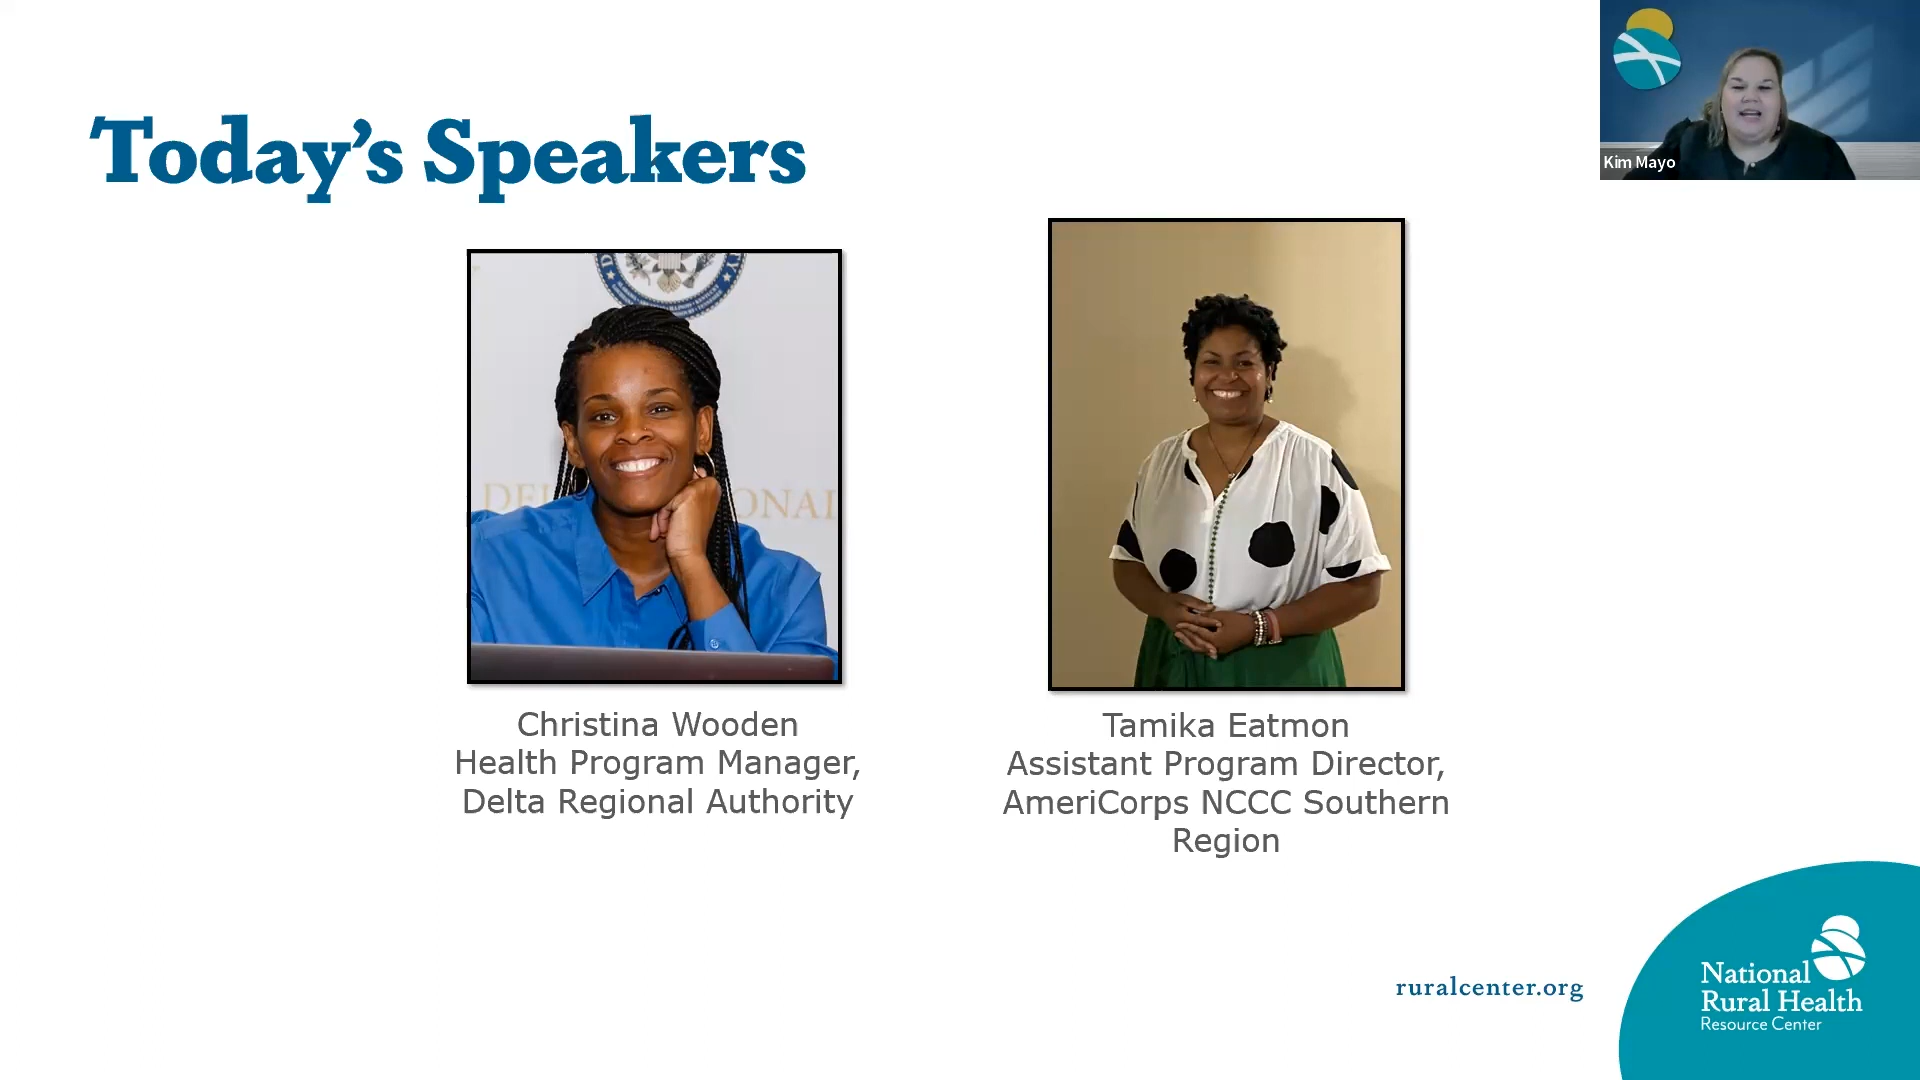 Today's Speakers
Kim Mayo
Christina Wooden
Health Program Manager,
Delta Regional Authority
Tamika Eatmon
Assistant Program Director,
AmeriCorps NCCC Southern
Region
ruralcenter.org
National
Rural Health
Resource Center